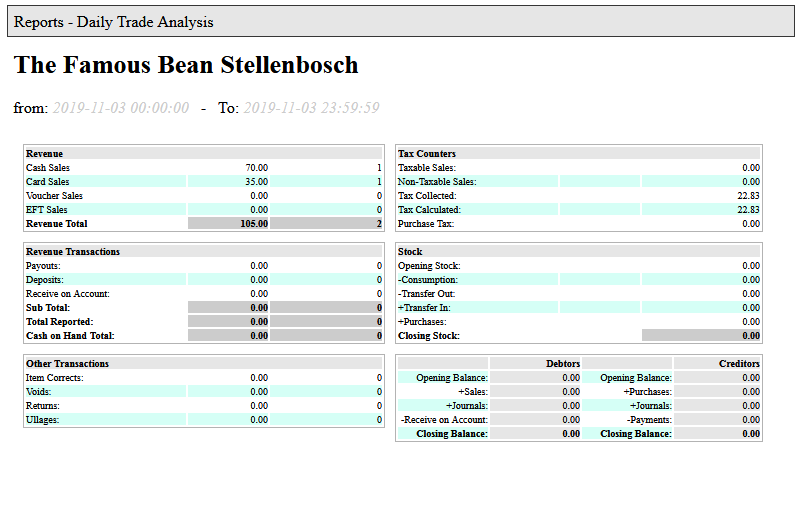 Reports - Daily Trade Analysis
The Famous Bean Stellenbosch
from: 2019-11-03 00:00:00 - To: 2019-11-03 23:59:59
Revenue
Cash Sales 70.00 1
Card Sales 35.00 1
Voucher Sales 0.00 0
EFT Sales 0.00 0
Revenue Total 105.00 2
Tax Counters
Taxable Sales: 0.00
Non-Taxable Sales: 0.00
Tax Collected: 22.83
Tax Calculated: 22.83
Purchase Tax: 0.00
Revenue Transactions
Payouts: 0.00 0
Deposits: 0.00 0
Receive on Account: 0.00 0
Sub Total: 0.00 0
Total Reported: 0.00 0
Cash on Hand Total: 0.00 0
Stock
Opening Stock: 0.00
-Consumption: 0.00
-Transfer Out: 0.00
+Transfer In: 0.00
+Purchases: 0.00
Closing Stock: 0.00
Other Transactions
Item Corrects: 0.00 0
Voids: 0.00 0
Returns: 0.00 0
Ullages: 0.00 0
Debtors Creditors
Opening Balance: 0.00 Opening Balance: 0.00
+Sales: 0.00 +Purchases: 0.00
+Journals: 0.00 +Journals: 0.00
-Receive on Account: 0.00 -Payments: 0.00
Closing Balance: 0.00 Closing Balance: 0.00